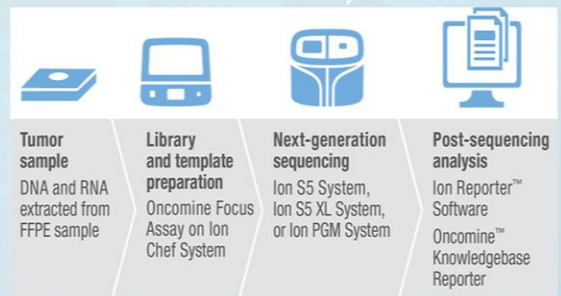 Tumor
sample
DNA and RNA
extracted from
FFPE sample
Library
and template
preparation
Oncomine Focus
Assay on Ion
Chef System
Next-generation
sequencing
Ion S5 System,
Ion S5 XL System,
or Ion PGM System
Post-sequencing
analysis
Ion Reporter™
Software
Oncomine™
Knowledgebase
Reporter